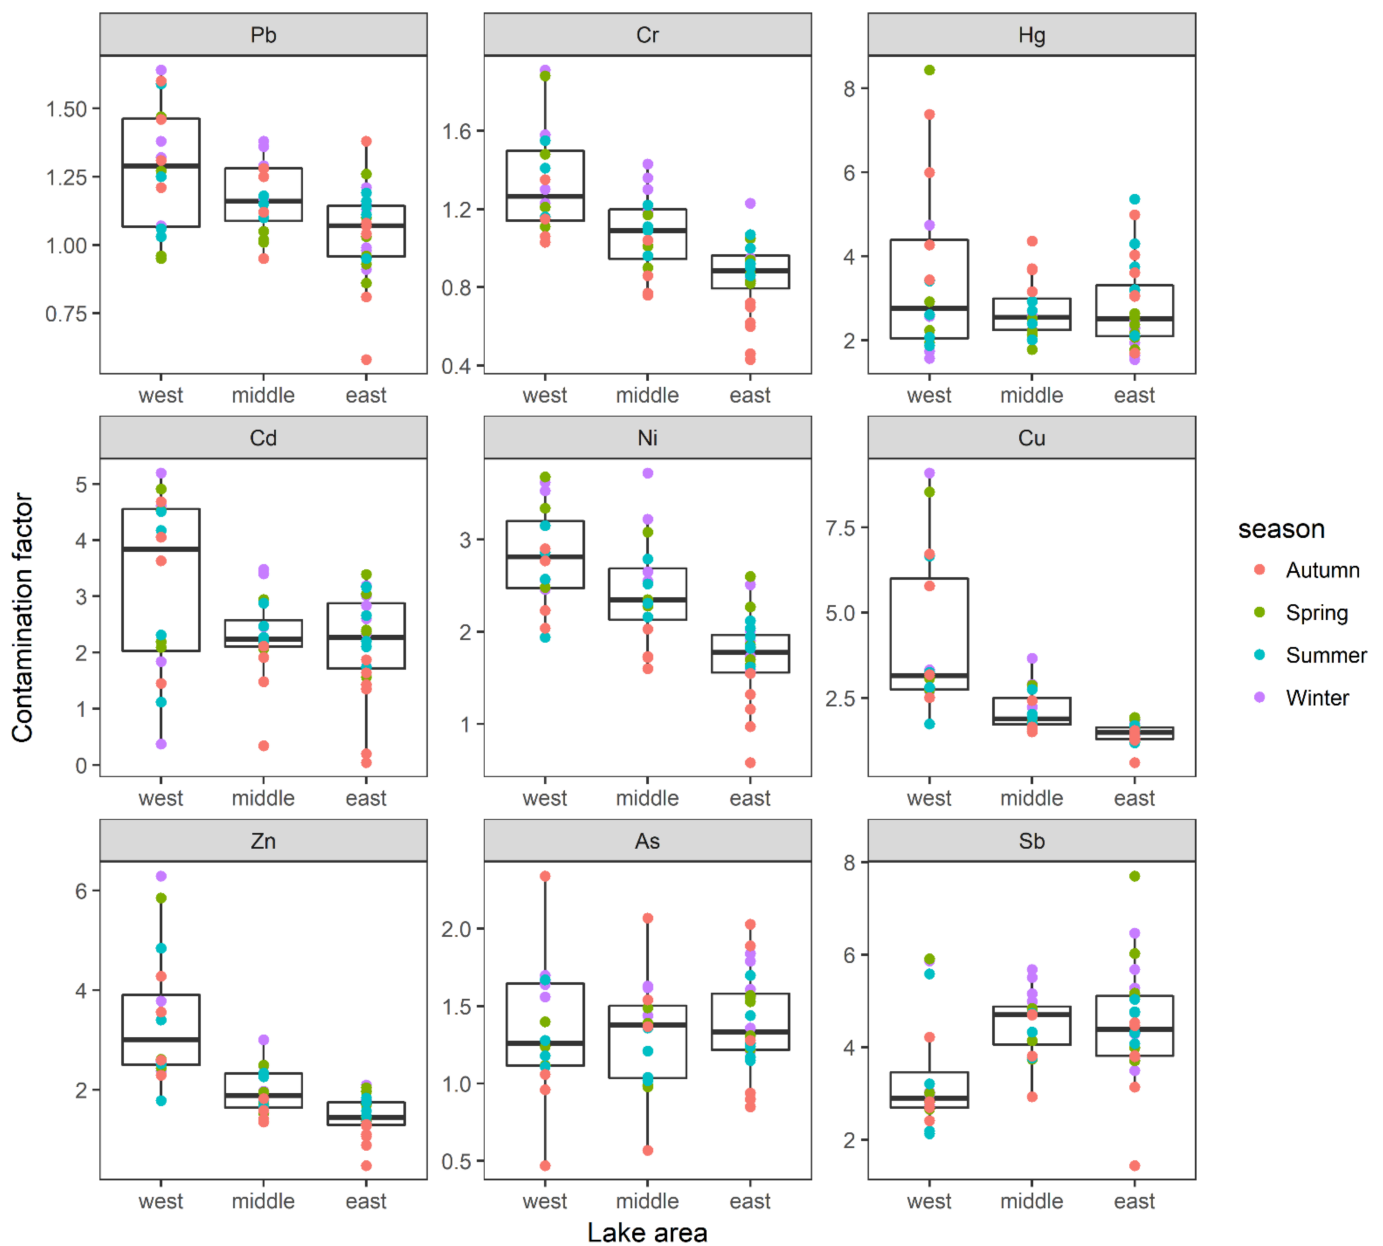 Pb Cr Hg
1.50
1.25
1.00
0.75
1.6
1.2
0.8
0.4
8
6
4
2
west middle east west middle east west middle east
Cd Ni Cu
5
4
3
2
1
0
3
2
1
7.5
5.0
2.5
west middle east west middle east west middle east
Zn As Sb
6
4
2
2.0
1.5
1.0
0.5
8
6
4
2
west middle east west middle east west middle east
Contamination factor
Lake area
season
Autumn
Spring
Summer
Winter